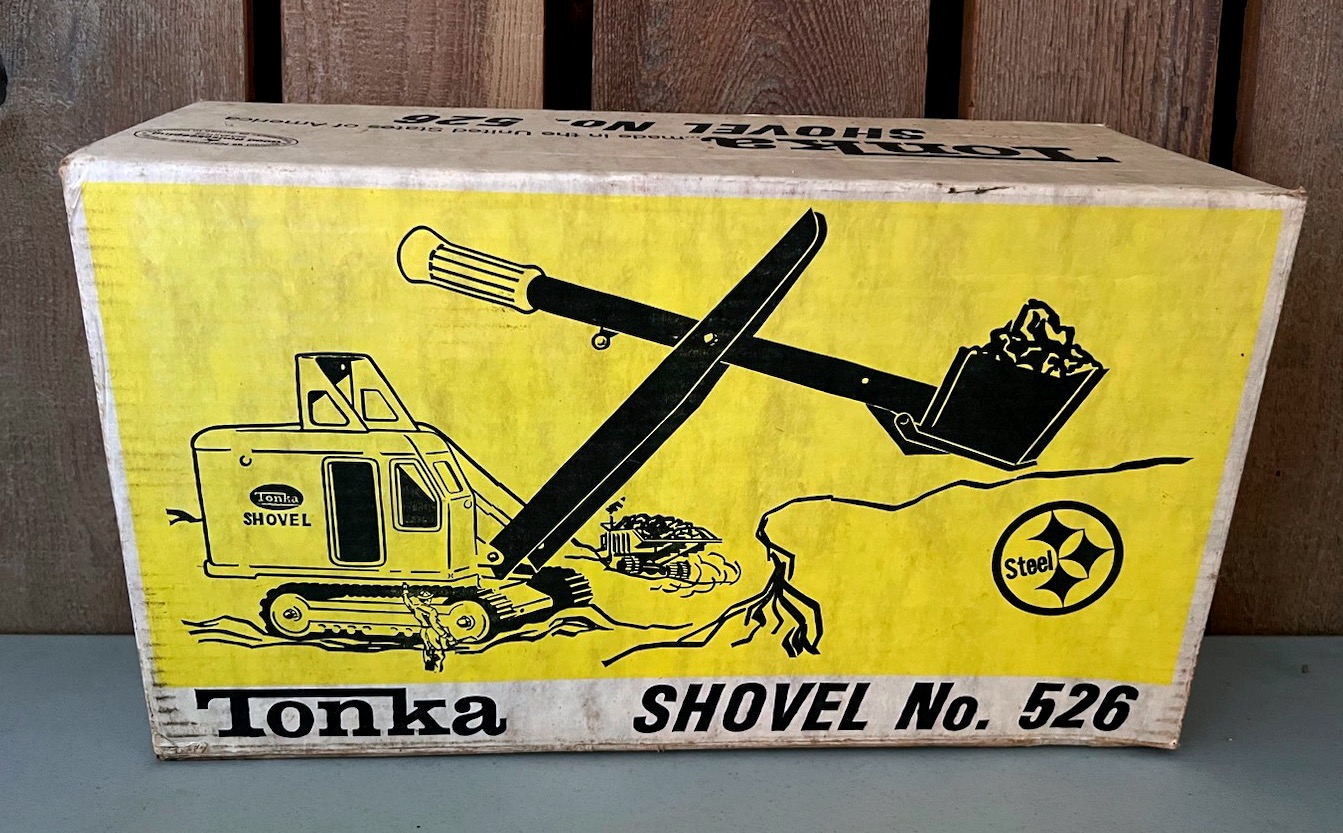 Tonka
SHOVEL No. 526
...made in the United States of America
Tonka
SHOVEL
Steel
Tonka
SHOVEL No. 526